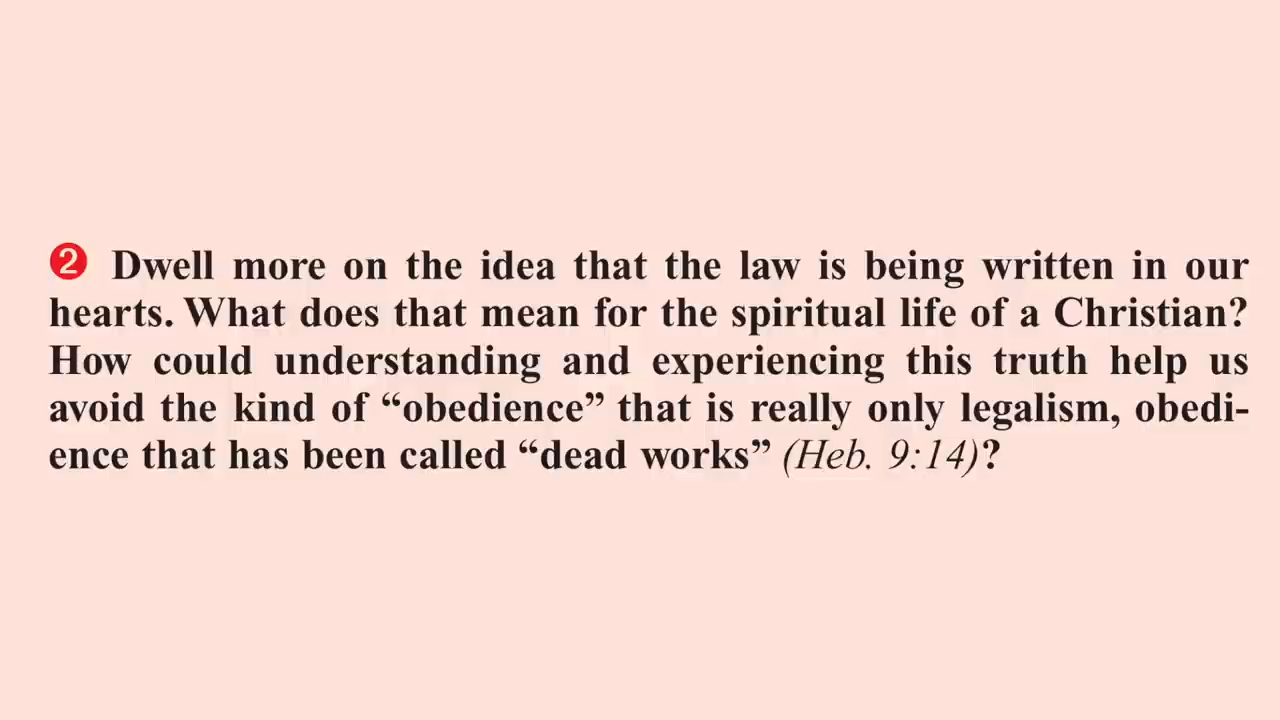 ❷ Dwell more on the idea that the law is being written in our
hearts. What does that mean for the spiritual life of a Christian?
How could understanding and experiencing this truth help us
avoid the kind of “obedience” that is really only legalism, obedi-
ence that has been called “dead works” (Heb. 9:14)?